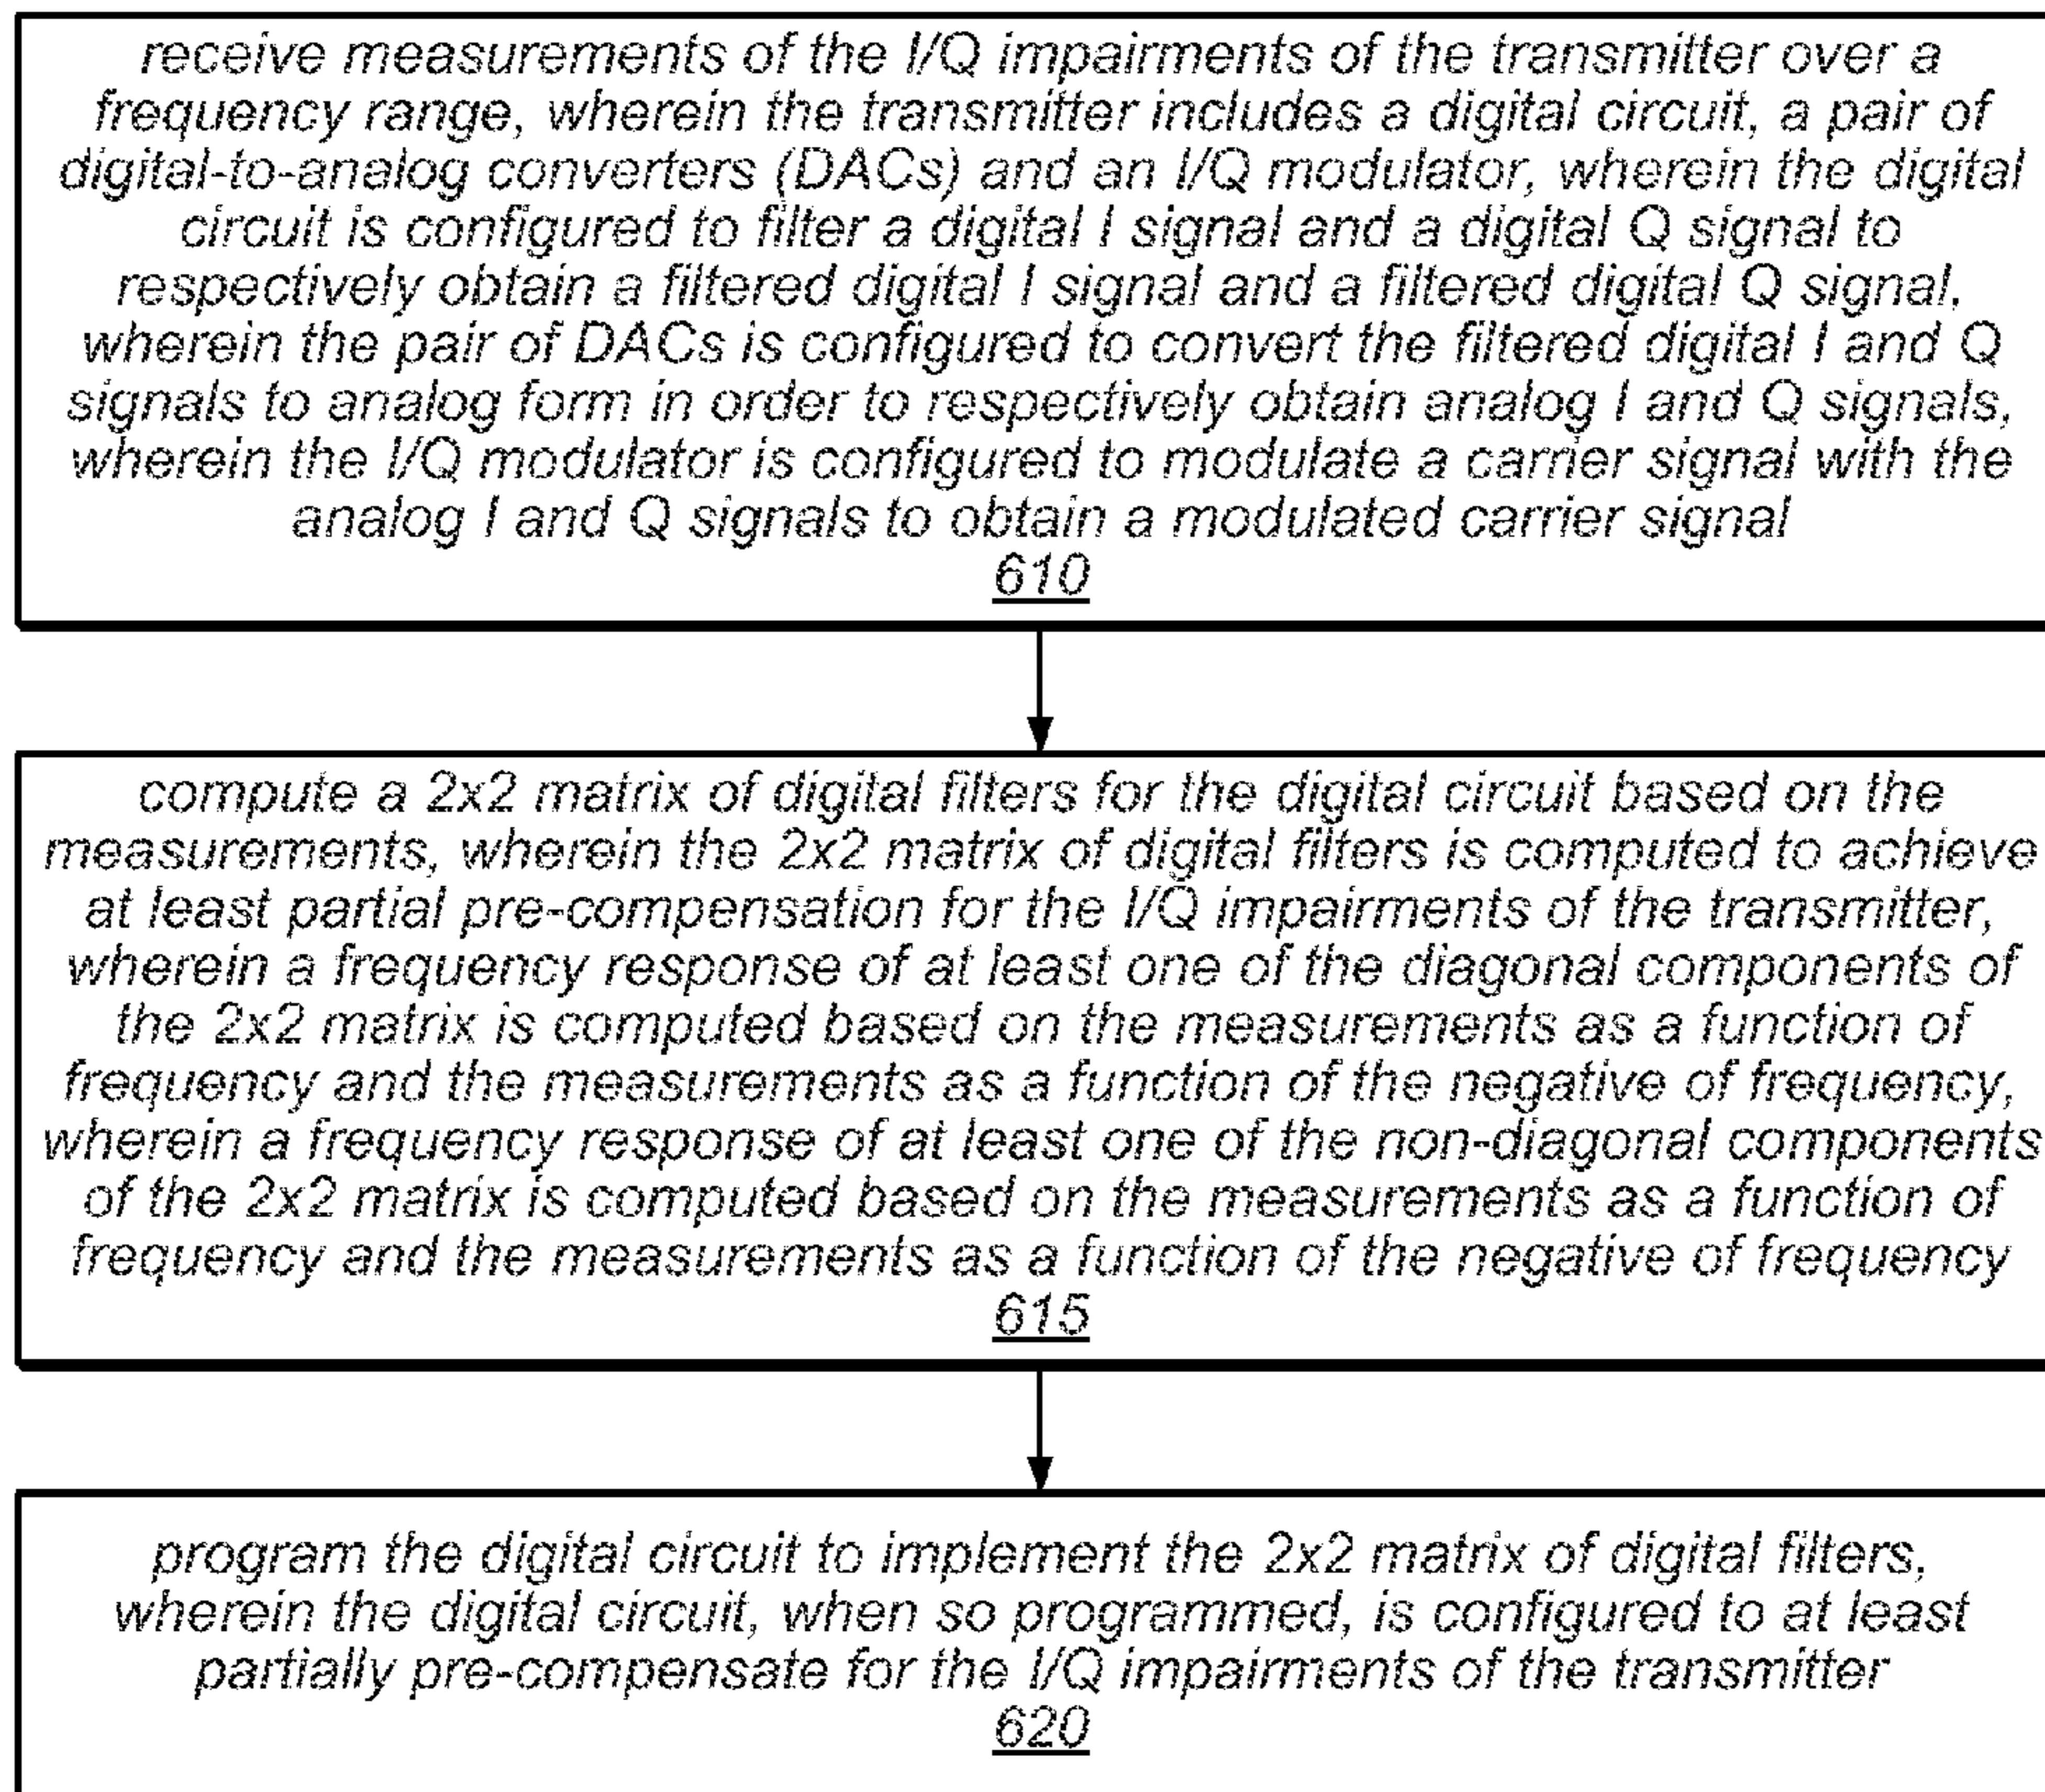 receive measurements of the I/Q impairments of the transmitter over a
frequency range, wherein the transmitter includes a digital circuit, a pair of
digital-to-analog converters (DACs) and an I/Q modulator, wherein the digital
circuit is configured to filter a digital I signal and a digital Q signal to
respectively obtain a filtered digital I signal and a filtered digital Q signal,
wherein the pair of DACs is configured to convert the filtered digital I and Q
signals to analog form in order to respectively obtain analog I and Q signals,
wherein the I/Q modulator is configured to modulate a carrier signal with the
analog I and Q signals to obtain a modulated carrier signal
610
compute a 2x2 matrix of digital filters for the digital circuit based on the
measurements, wherein the 2x2 matrix of digital filters is computed to achieve
at least partial pre-compensation for the I/Q impairments of the transmitter,
wherein a frequency response of at least one of the diagonal components of
the 2x2 matrix is computed based on the measurements as a function of
frequency and the measurements as a function of the negative of frequency,
wherein a frequency response of at least one of the non-diagonal components
of the 2x2 matrix is computed based on the measurements as a function of
frequency and the measurements as a function of the negative of frequency
615
program the digital circuit to implement the 2x2 matrix of digital filters,
wherein the digital circuit, when so programmed, is configured to at least
partially pre-compensate for the I/Q impairments of the transmitter
620